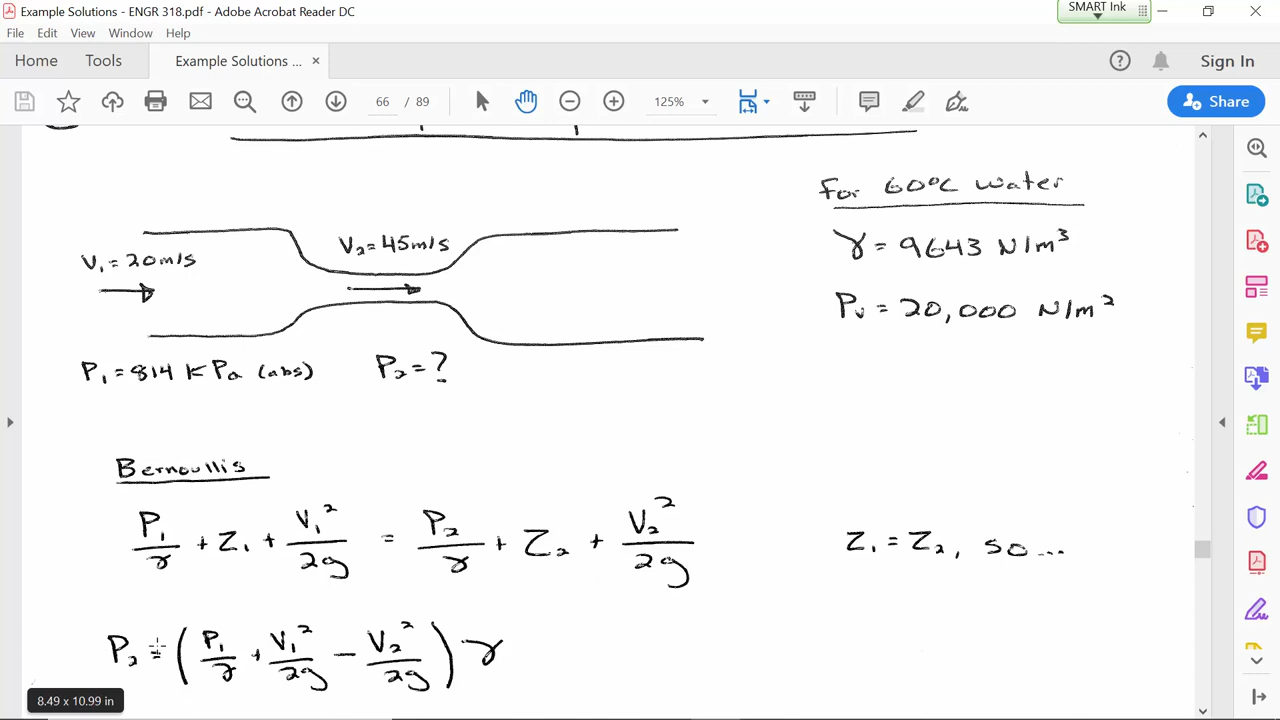 Example Solutions - ENGR 318.pdf - Adobe Acrobat Reader DC
SMART Ink
File Edit View Window Help
Home Tools Example Solutions ... × Sign In
66 / 89 125% Share
For 60°C water
V₁ = 20m/s V₂ = 45m/s γ = 9643 N/m³
Pᵥ = 20,000 N/m²
P₁ = 814 KPa (abs) P₂ = ?
Bernoullis
P₁/γ + Z₁ + V₁²/2g = P₂/γ + Z₂ + V₂²/2g Z₁ = Z₂, so...
P₂ = (P₁/γ + V₁²/2g − V₂²/2g) γ
8.49 x 10.99 in